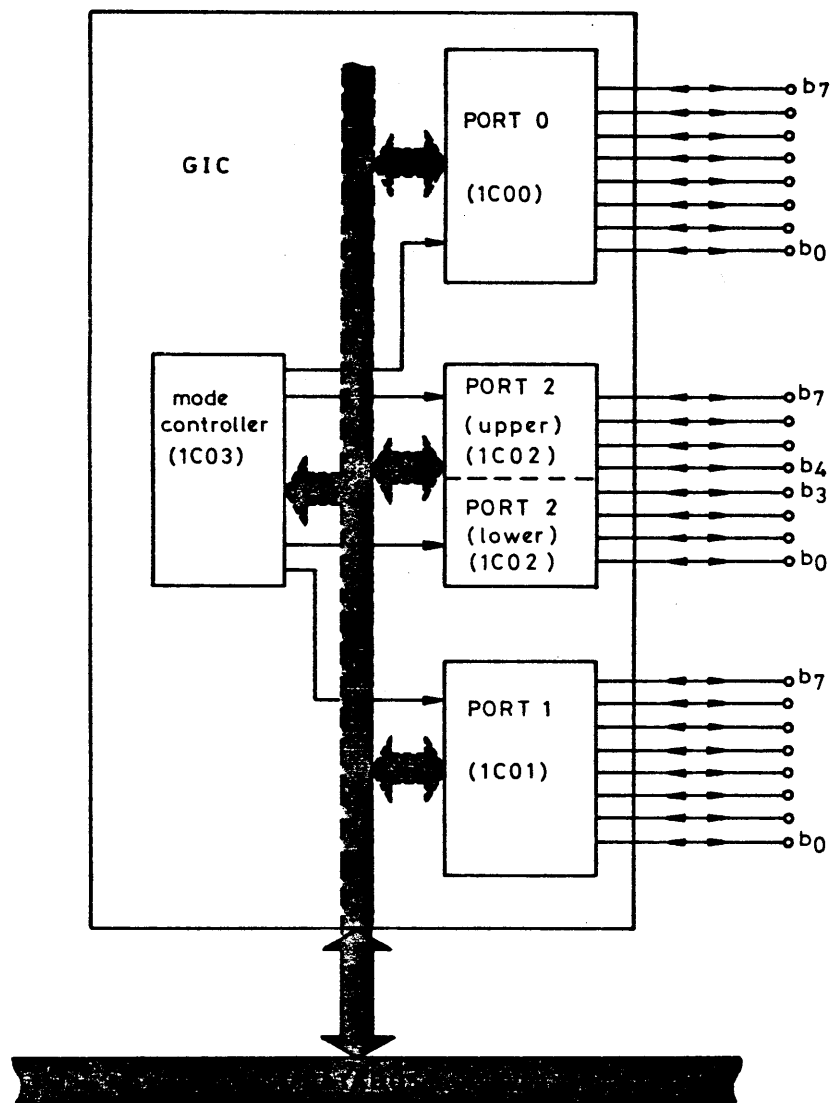 GIC
PORT 0
(1C00)
b7
b0
mode
controller
(1C03)
PORT 2
(upper)
(1C02)
PORT 2
(lower)
(1C02)
b7
b4
b3
b0
PORT 1
(1C01)
b7
b0